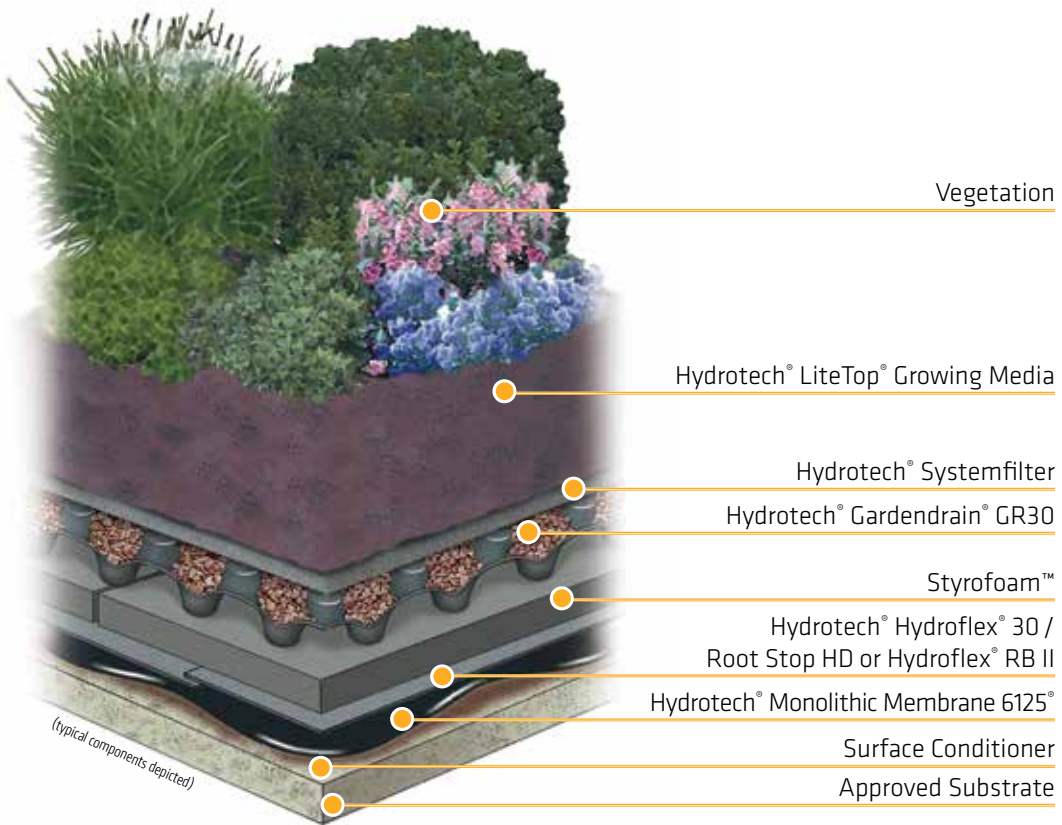 Vegetation
Hydrotech® LiteTop® Growing Media
Hydrotech® Systemfilter
Hydrotech® Gardendrain® GR30
Styrofoam™
Hydrotech® Hydroflex® 30 /
Root Stop HD or Hydroflex® RB II
Hydrotech® Monolithic Membrane 6125®
Surface Conditioner
Approved Substrate
(typical components depicted)